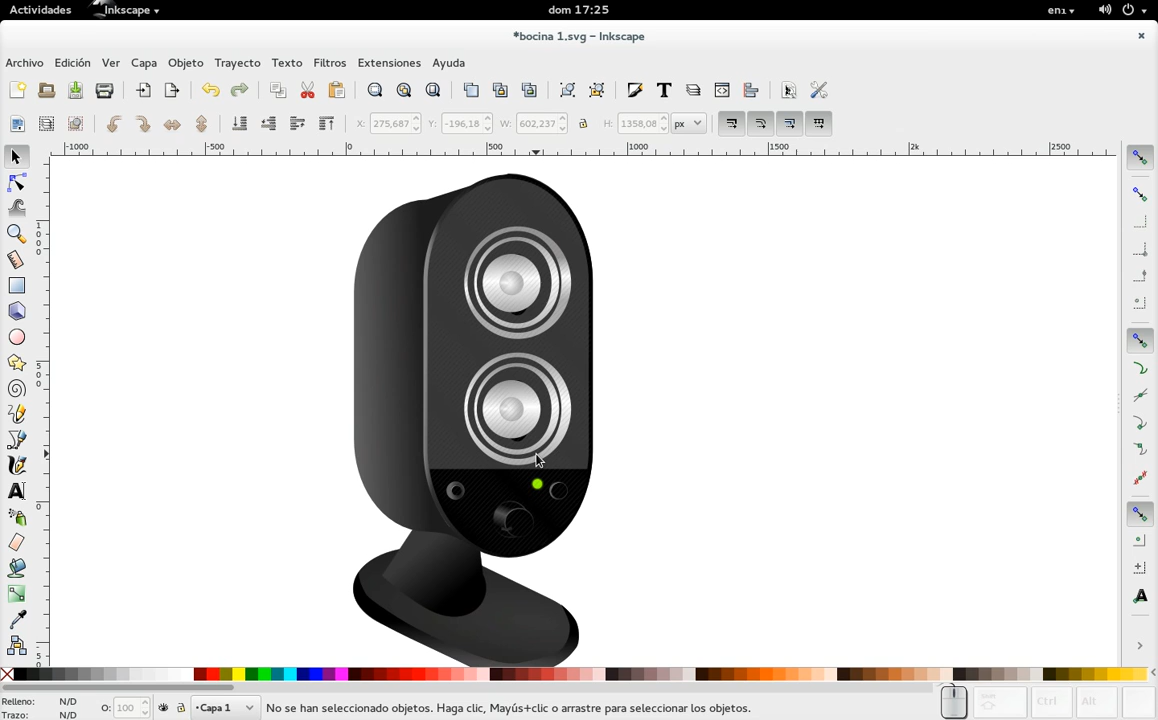 Actividades Inkscape dom 17:25 en1
*bocina 1.svg – Inkscape
Archivo Edición Ver Capa Objeto Trayecto Texto Filtros Extensiones Ayuda
X: 275,687 Y: -196,18 W: 602,237 H: 1358,08 px
-1000 -500 0 500 1000 1500 2k 2500
1000
500
0
Relleno: N/D O: 100 •Capa 1 No se han seleccionado objetos. Haga clic, Mayús+clic o arrastre para seleccionar los objetos.
Trazo: N/D
Ctrl Alt